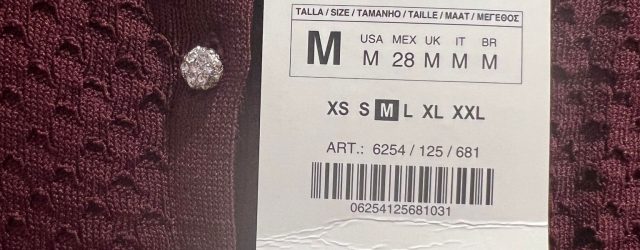 TALLA / SIZE / TAMANHO / TAILLE / MAAT / ΜΕΓΕΘΟΣ
M
USA MEX UK IT BR
M 28 M M M
XS S M L XL XXL
ART.: 6254 / 125 / 681
06254125681031